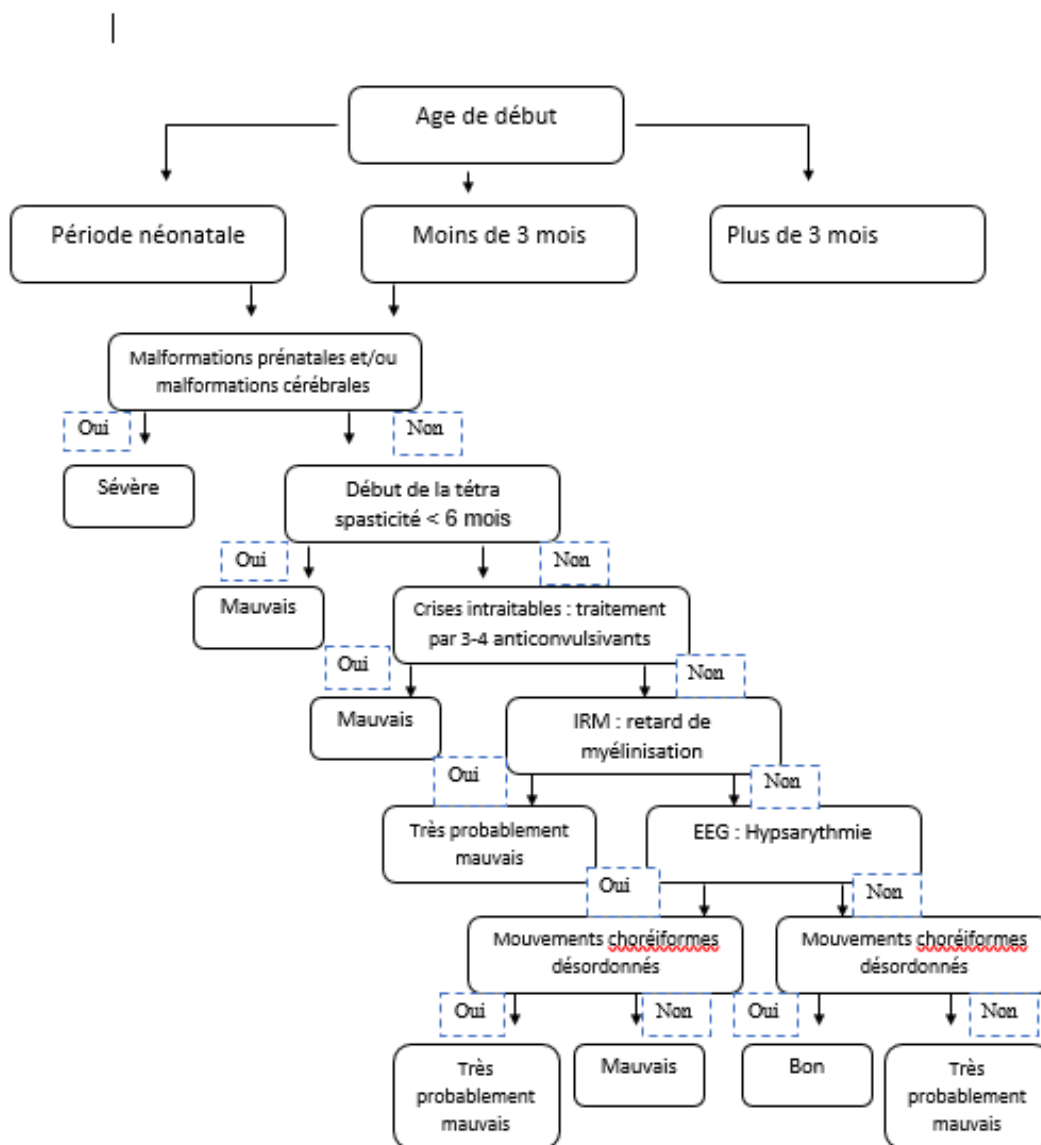 Age de début
Période néonatale
Moins de 3 mois
Plus de 3 mois
Malformations prénatales et/ou
malformations cérébrales
Oui
Non
Sévère
Début de la tétra
spasticité < 6 mois
Oui
Non
Mauvais
Crises intraitables : traitement
par 3-4 anticonvulsivants
Oui
Non
Mauvais
IRM : retard de
myélinisation
Oui
Non
Très probablement
mauvais
EEG : Hypsarythmie
Oui
Non
Mouvements choréiformes
désordonnés
Mouvements choréiformes
désordonnés
Oui
Non
Oui
Non
Très
probablement
mauvais
Mauvais
Bon
Très
probablement
mauvais